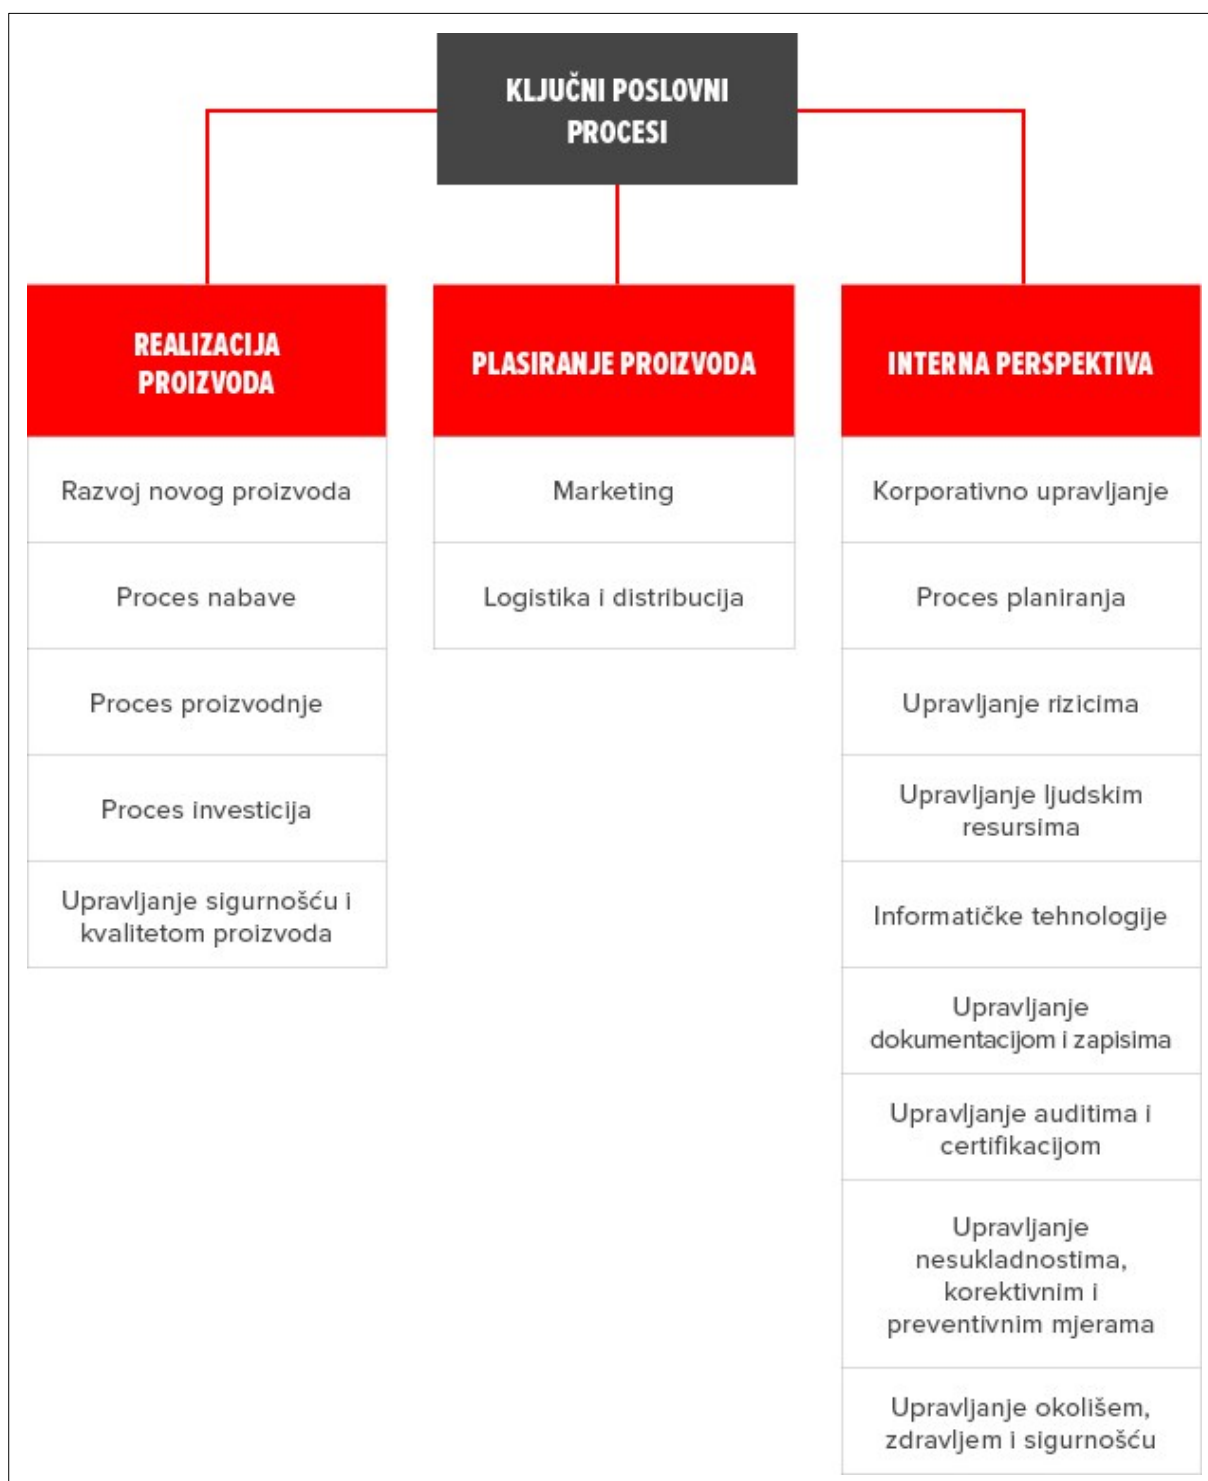 KLJUČNI POSLOVNI
PROCESI
REALIZACIJA
PROIZVODA
Razvoj novog proizvoda
Proces nabave
Proces proizvodnje
Proces investicija
Upravljanje sigurnošću i
kvalitetom proizvoda
PLASIRANJE PROIZVODA
Marketing
Logistika i distribucija
INTERNA PERSPEKTIVA
Korporativno upravljanje
Proces planiranja
Upravljanje rizicima
Upravljanje ljudskim
resursima
Informatičke tehnologije
Upravljanje
dokumentacijom i zapisima
Upravljanje auditima i
certifikacijom
Upravljanje
nesukladnostima,
korektivnim i
preventivnim mjerama
Upravljanje okolišem,
zdravljem i sigurnošću